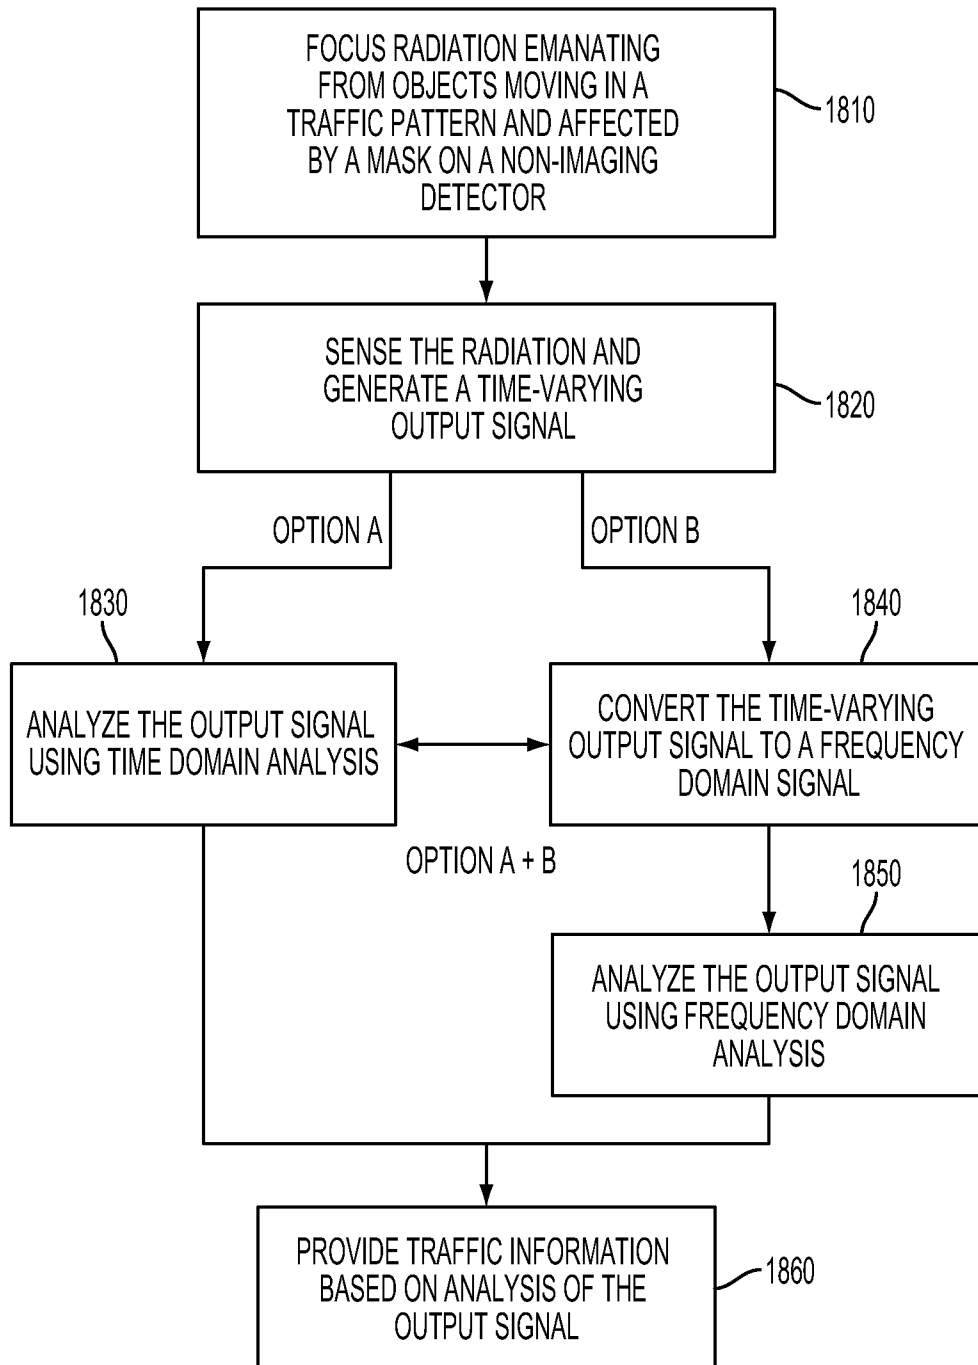 FOCUS RADIATION EMANATING
FROM OBJECTS MOVING IN A
TRAFFIC PATTERN AND AFFECTED
BY A MASK ON A NON-IMAGING
DETECTOR
1810
SENSE THE RADIATION AND
GENERATE A TIME-VARYING
OUTPUT SIGNAL
1820
OPTION A
OPTION B
1830
1840
ANALYZE THE OUTPUT SIGNAL
USING TIME DOMAIN ANALYSIS
CONVERT THE TIME-VARYING
OUTPUT SIGNAL TO A FREQUENCY
DOMAIN SIGNAL
OPTION A + B
1850
ANALYZE THE OUTPUT SIGNAL
USING FREQUENCY DOMAIN
ANALYSIS
PROVIDE TRAFFIC INFORMATION
BASED ON ANALYSIS OF THE
OUTPUT SIGNAL
1860